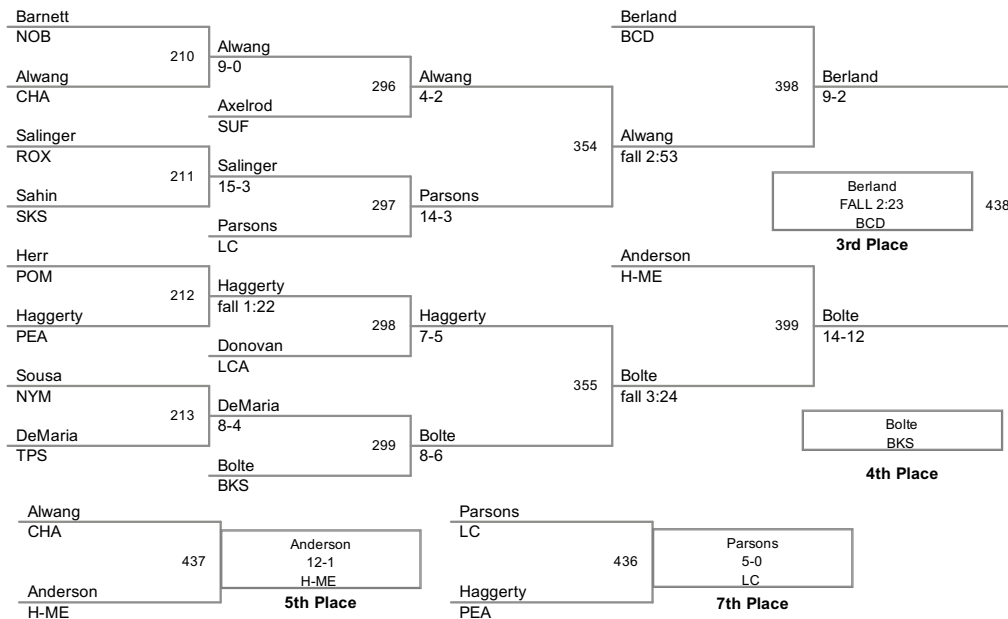 Barnett
NOB
210
Alwang
CHA
Alwang
9-0
296
Axelrod
SUF
Salinger
ROX
211
Sahin
SKS
Salinger
15-3
297
Parsons
LC
Herr
POM
212
Haggerty
PEA
Haggerty
fall 1:22
298
Donovan
LCA
Sousa
NYM
213
DeMaria
TPS
DeMaria
8-4
299
Bolte
BKS
Alwang
4-2
354
Parsons
14-3
Haggerty
7-5
355
Bolte
8-6
Berland
BCD
398
Alwang
fall 2:53
Anderson
H-ME
399
Bolte
fall 3:24
Berland
9-2
Berland
FALL 2:23
BCD
438
3rd Place
Bolte
14-12
Bolte
BKS
4th Place
Alwang
CHA
437
Anderson
H-ME
Anderson
12-1
H-ME
5th Place
Parsons
LC
436
Haggerty
PEA
Parsons
5-0
LC
7th Place